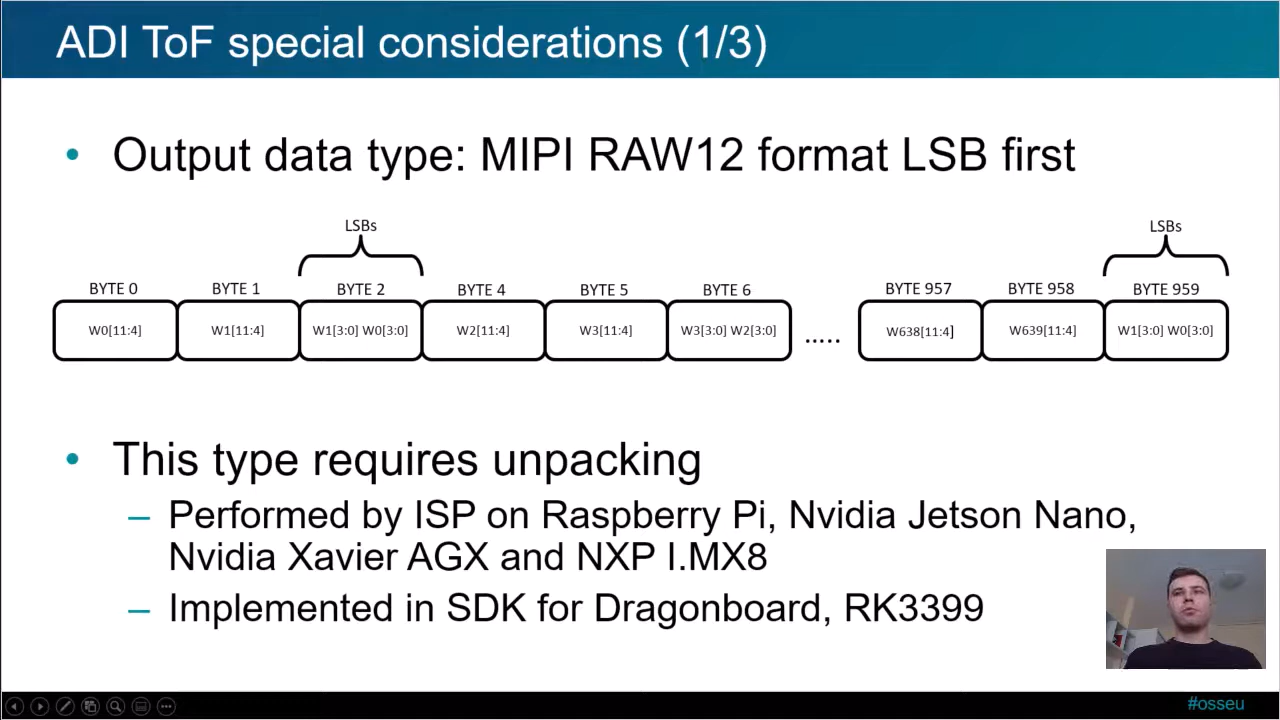 ADI ToF special considerations (1/3)
• Output data type: MIPI RAW12 format LSB first
LSBs LSBs
BYTE 0 BYTE 1 BYTE 2 BYTE 4 BYTE 5 BYTE 6 BYTE 957 BYTE 958 BYTE 959
W0[11:4] W1[11:4] W1[3:0] W0[3:0] W2[11:4] W3[11:4] W3[3:0] W2[3:0] ..... W638[11:4] W639[11:4] W1[3:0] W0[3:0]
• This type requires unpacking
– Performed by ISP on Raspberry Pi, Nvidia Jetson Nano,
Nvidia Xavier AGX and NXP I.MX8
– Implemented in SDK for Dragonboard, RK3399
#osseu